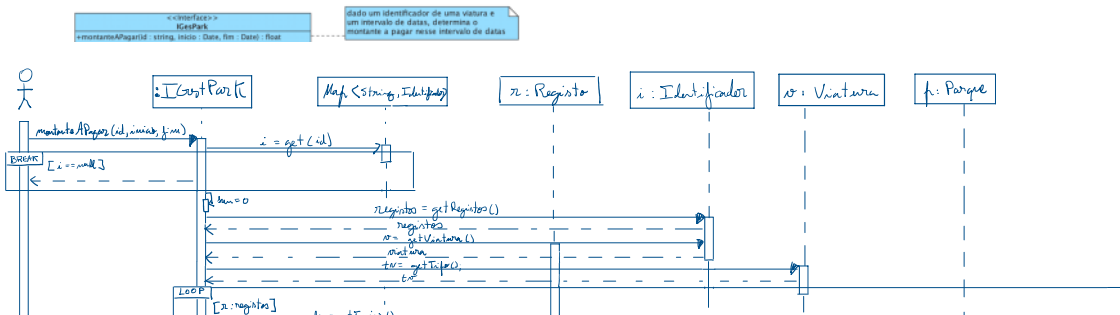 <<Interface>>
IGesPark
+montanteAPagar(id : string, inicio : Date, fim : Date) : float
dado um identificador de uma viatura e
um intervalo de datas, determina o
montante a pagar nesse intervalo de datas
:IGestPark
Map <String, Identificador>
r : Registo
i : Identificador
v : Viatura
p : Parque
montanteAPagar (id, inicio, fim)
i = get (id)
BREAK
[i == null]
sum = 0
registos = getRegistos()
registos
v = getViatura()
viatura
tv = getTipo()
tv
LOOP
[r : registos]